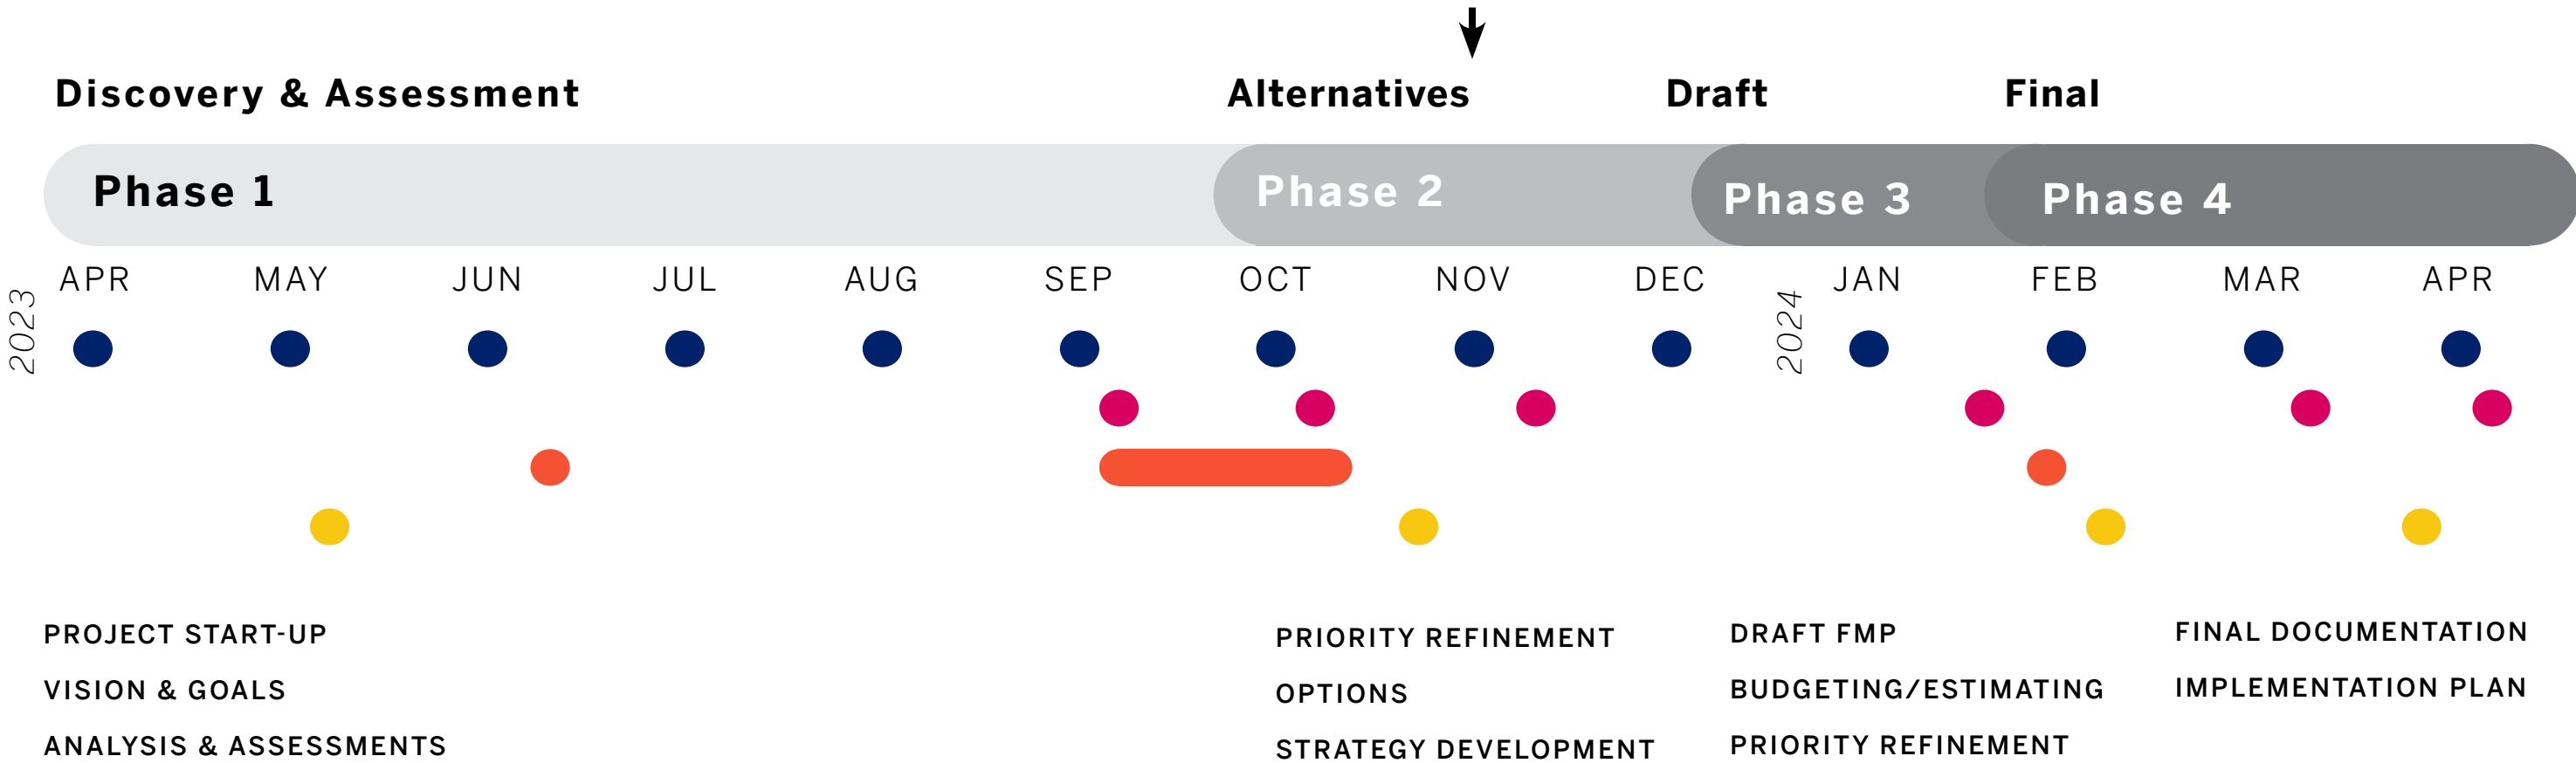 Discovery & Assessment
Alternatives
Draft
Final
Phase 1
Phase 2
Phase 3
Phase 4
2023
APR
MAY
JUN
JUL
AUG
SEP
OCT
NOV
DEC
2024
JAN
FEB
MAR
APR
PROJECT START-UP
VISION & GOALS
ANALYSIS & ASSESSMENTS
PRIORITY REFINEMENT
OPTIONS
STRATEGY DEVELOPMENT
DRAFT FMP
BUDGETING/ESTIMATING
PRIORITY REFINEMENT
FINAL DOCUMENTATION
IMPLEMENTATION PLAN